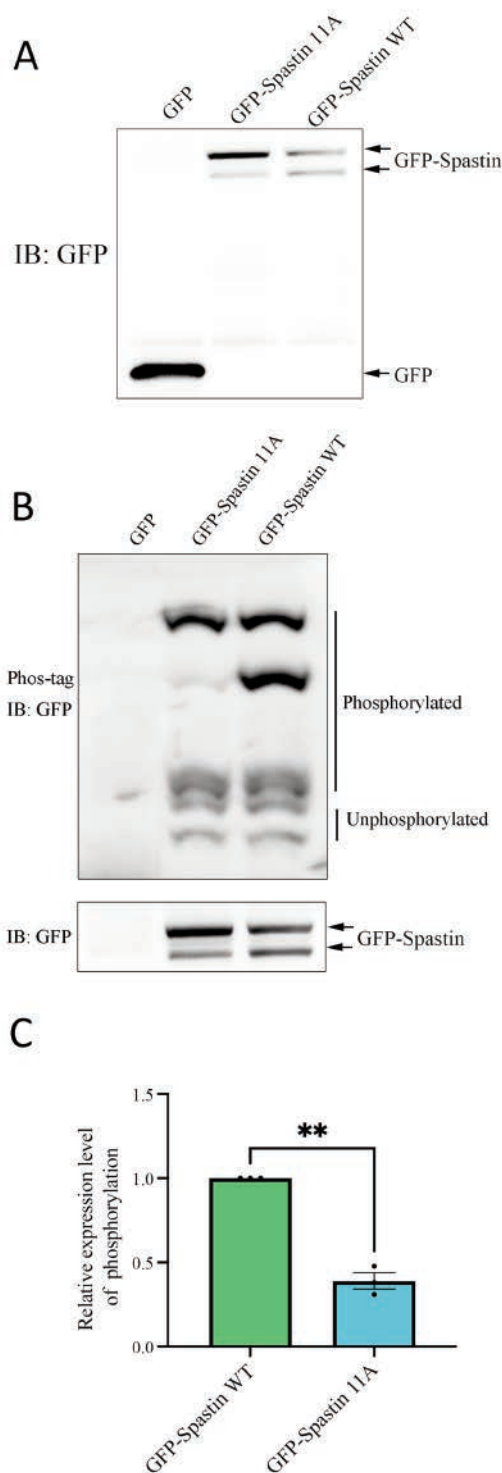 A
GFP
GFP-Spastin 11A
GFP-Spastin WT
GFP-Spastin
IB: GFP
GFP
B
GFP
GFP-Spastin 11A
GFP-Spastin WT
Phos-tag
IB: GFP
Phosphorylated
Unphosphorylated
IB: GFP
GFP-Spastin
C
Relative expression level
of phosphorylation
1.5
1.0
0.5
0.0
**
GFP-Spastin WT
GFP-Spastin 11A